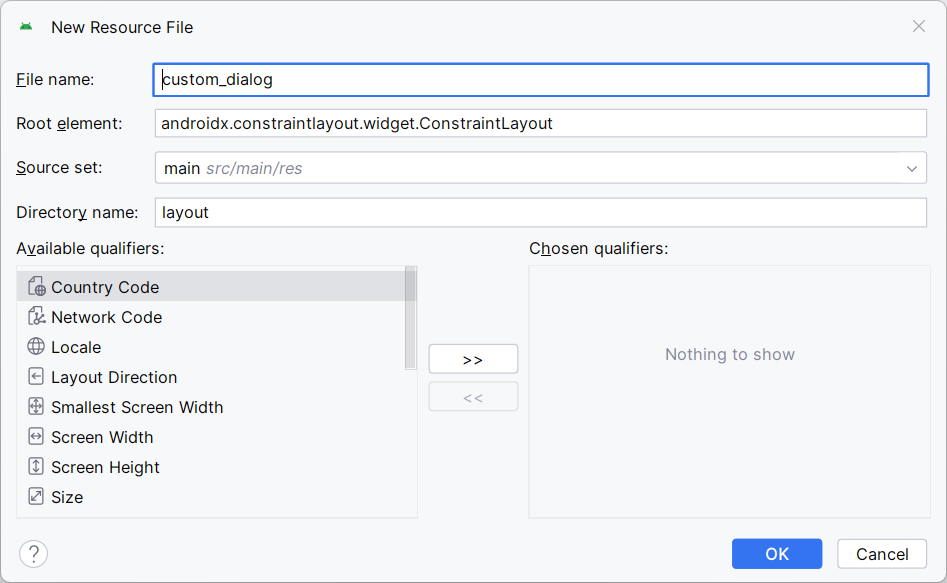 New Resource File
File name: custom_dialog
Root element: androidx.constraintlayout.widget.ConstraintLayout
Source set: main src/main/res
Directory name: layout
Available qualifiers: Chosen qualifiers:
Country Code
Network Code
Locale
Layout Direction
Smallest Screen Width
Screen Width
Screen Height
Size
>>
<<
Nothing to show
?
OK Cancel